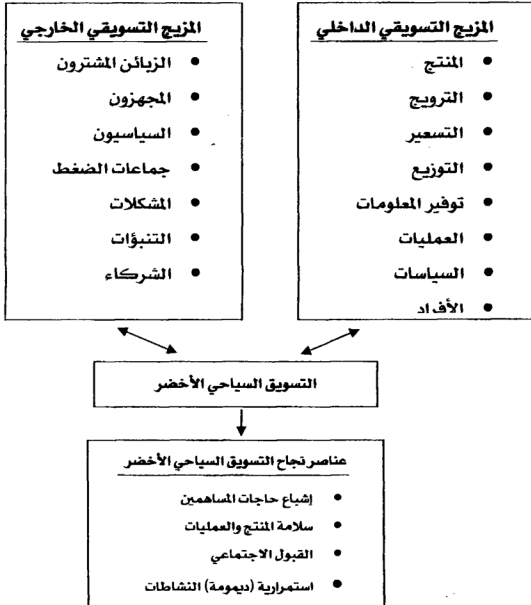 المزيج التسويقي الداخلي
المنتج
الترويج
التسعير
التوزيع
توفير المعلومات
العمليات
السياسات
الأفراد
المزيج التسويقي الخارجي
الزبائن المشترون
المجهزون
السياسيون
جماعات الضغط
المشكلات
التنبؤات
الشركاء
التسويق السياحي الأخضر
عناصر نجاح التسويق السياحي الأخضر
إشباع حاجات المساهمين
سلامة المنتج والعمليات
القبول الاجتماعي
استمرارية (ديمومة) النشاطات